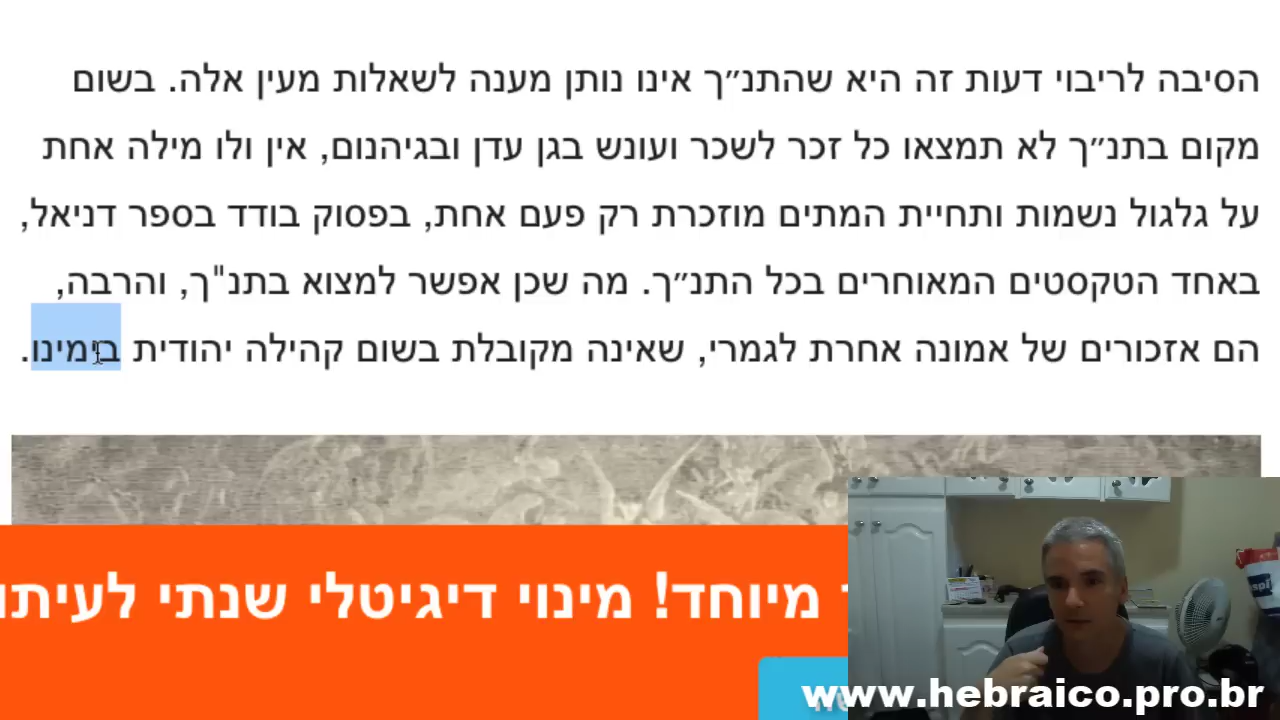 הסיבה לריבוי דעות זה היא שהתנ״ך אינו נותן מענה לשאלות מעין אלה. בשום
מקום בתנ״ך לא תמצאו כל זכר לשכר ועונש בגן עדן ובגיהנום, אין ולו מילה אחת
על גלגול נשמות ותחיית המתים מוזכרת רק פעם אחת, בפסוק בודד בספר דניאל,
באחד הטקסטים המאוחרים בכל התנ״ך. מה שכן אפשר למצוא בתנ"ך, והרבה,
הם אזכורים של אמונה אחרת לגמרי, שאינה מקובלת בשום קהילה יהודית בימינו.
מיוחד! מינוי דיגיטלי שנתי לעיתו
www.hebraico.pro.br